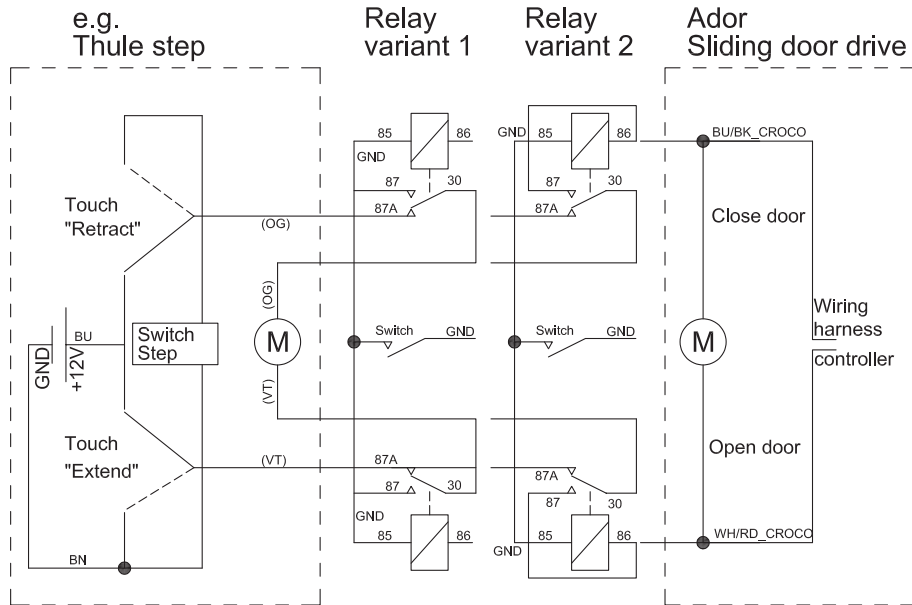 e.g.
Thule step
Relay
variant 1
Relay
variant 2
Ador
Sliding door drive
85
86
GND
87
30
87A
GND
85
86
87
30
87A
BU/BK_CROCO
Touch
"Retract"
(OG)
Close door
(OG)
GND
BU
+12V
Switch
Step
M
Switch
GND
Switch
GND
M
Wiring
harness
controller
(VT)
Touch
"Extend"
(VT)
87A
87
30
GND
85
86
87A
87
30
GND
85
86
Open door
WH/RD_CROCO
BN